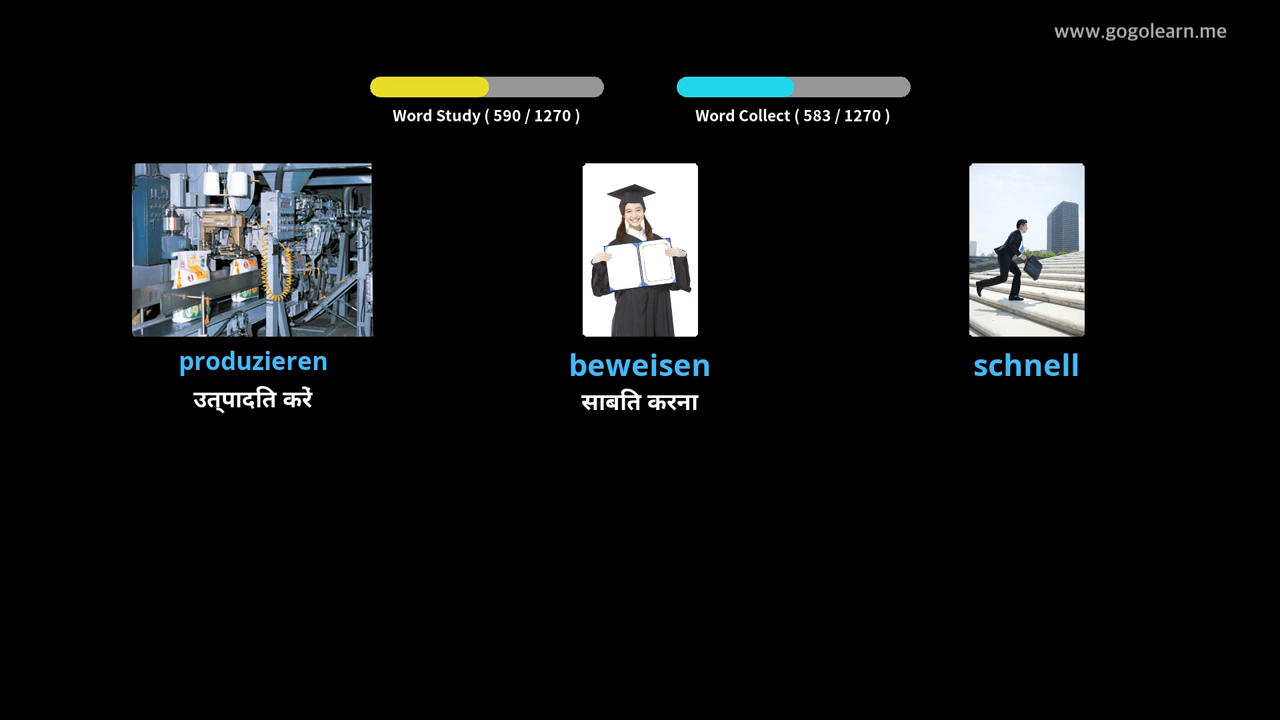 www.gogolearn.me
Word Study ( 590 / 1270 )
Word Collect ( 583 / 1270 )
produzieren
beweisen
schnell
उत्पादति करें
साबति करना